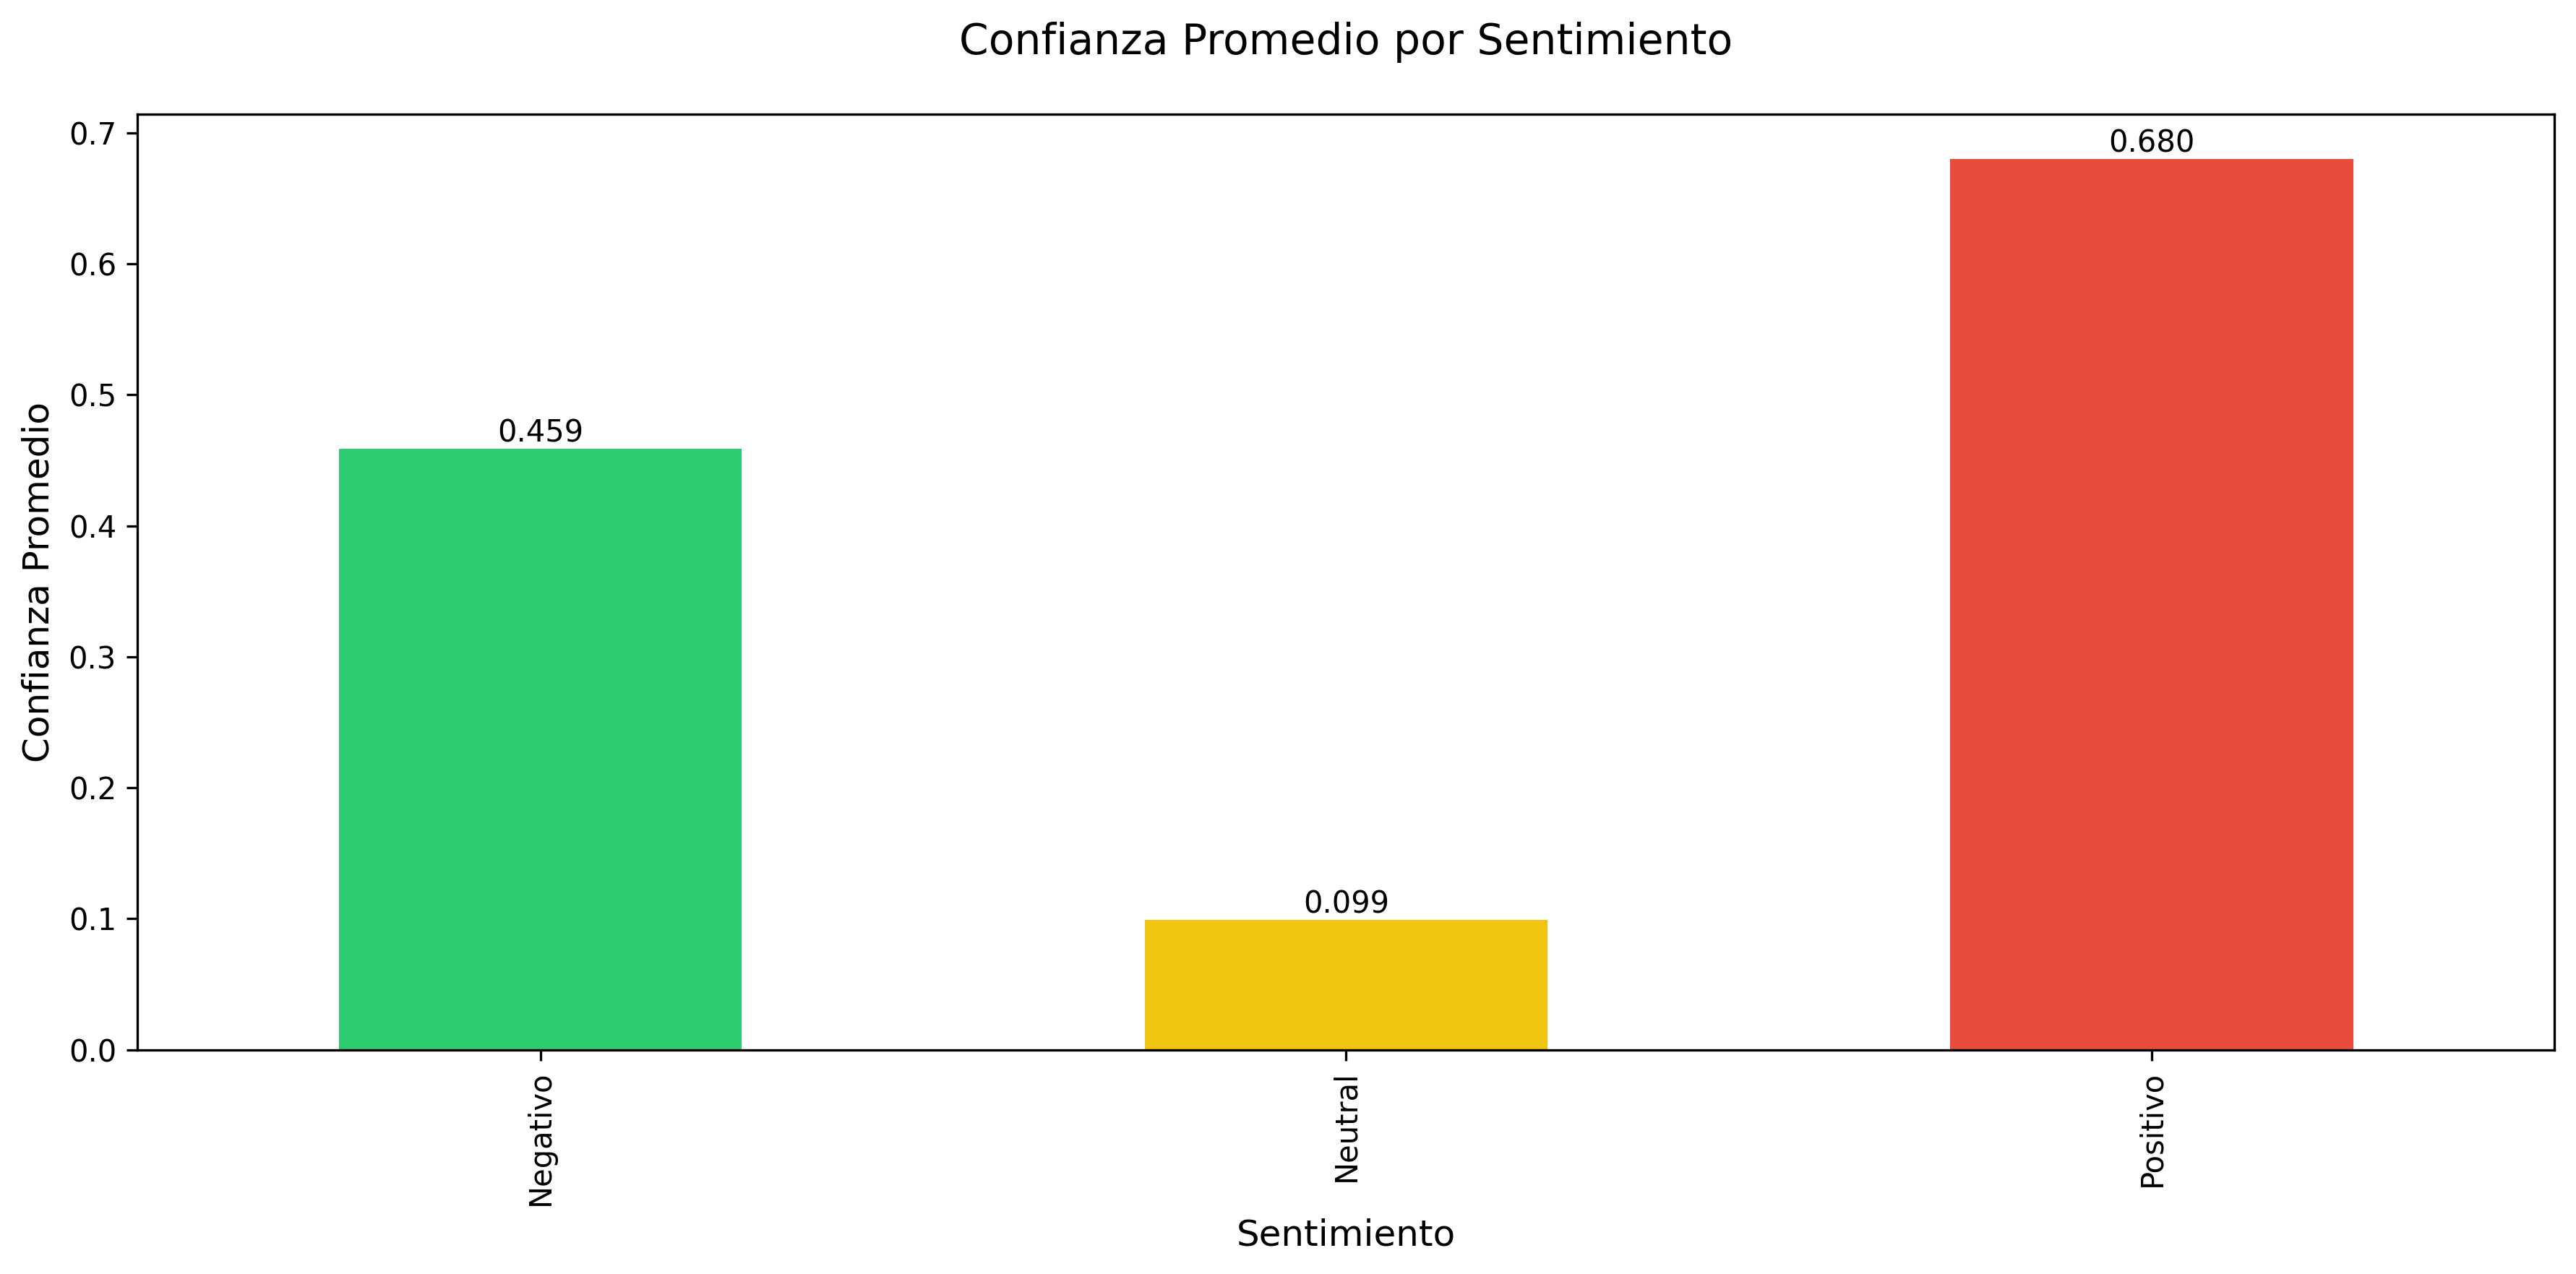 Confianza Promedio por Sentimiento
Confianza Promedio
0.7
0.6
0.5
0.4
0.3
0.2
0.1
0.0
0.459
0.099
0.680
Negativo
Neutral
Positivo
Sentimiento